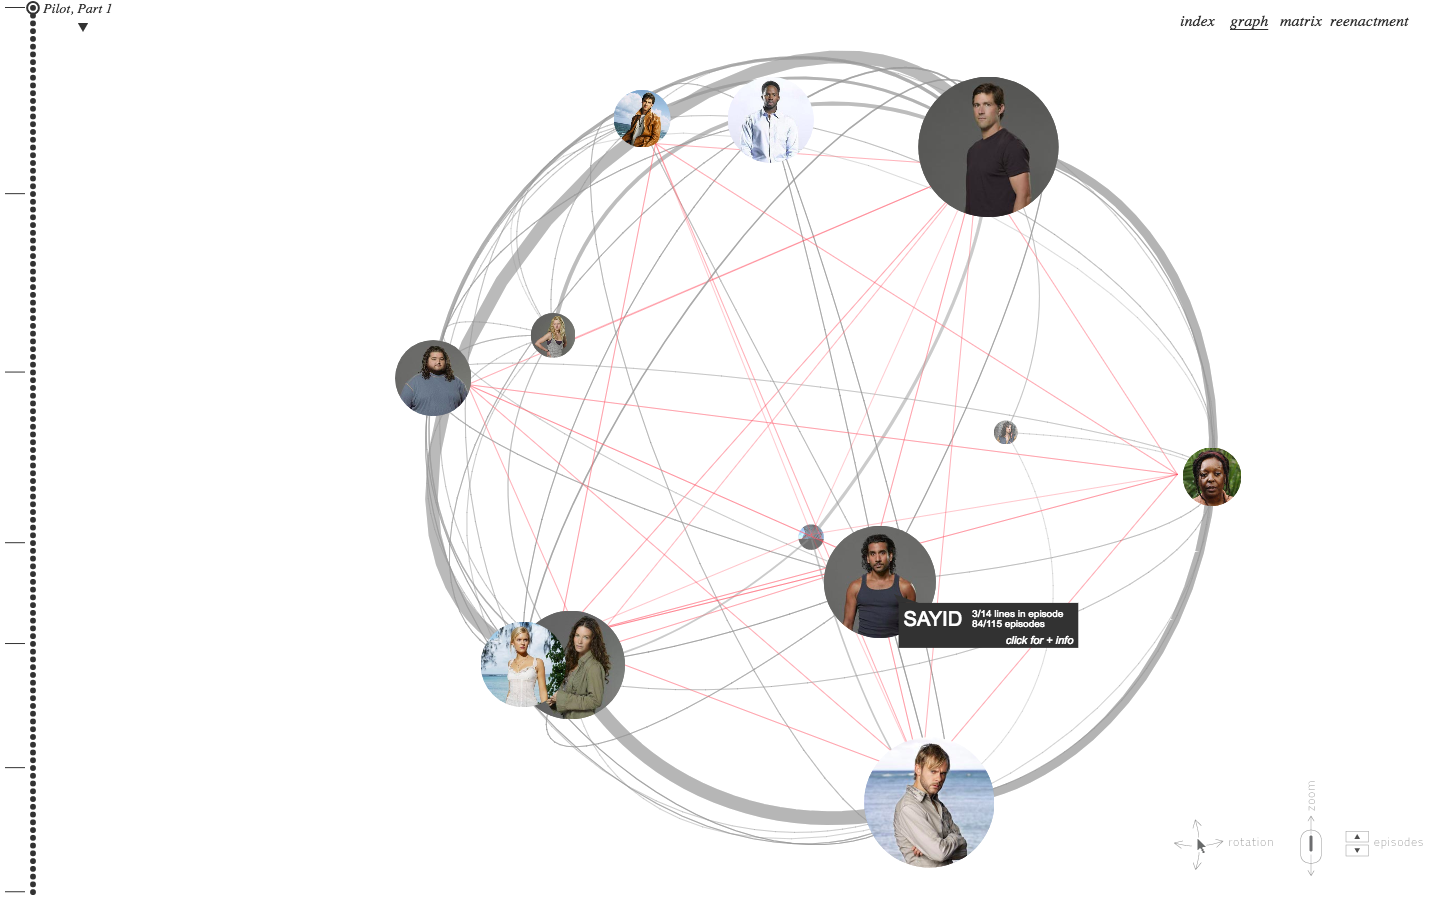 Pilot, Part 1
index graph matrix reenactment
SAYID
3/14 lines in episode
84/115 episodes
click for + info
zoom
rotation
episodes